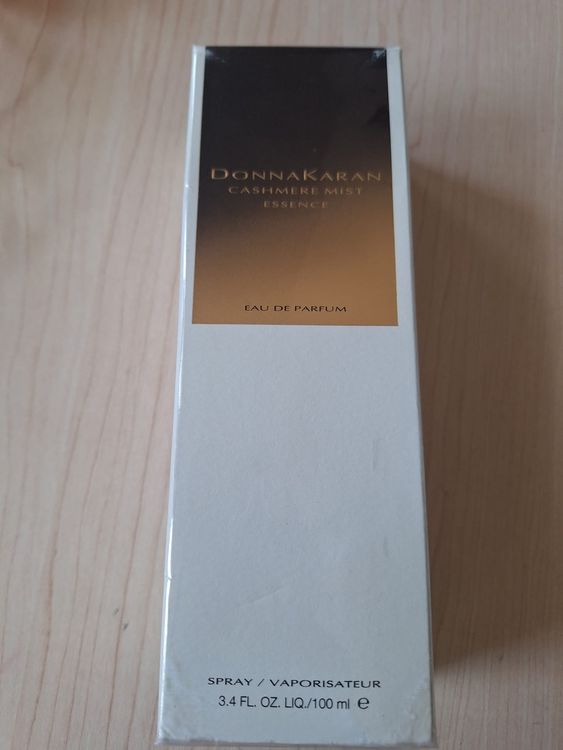 DONNAKARAN
CASHMERE MIST
ESSENCE
EAU DE PARFUM
SPRAY / VAPORISATEUR
3.4 FL. OZ. LIQ./100 ml ℮